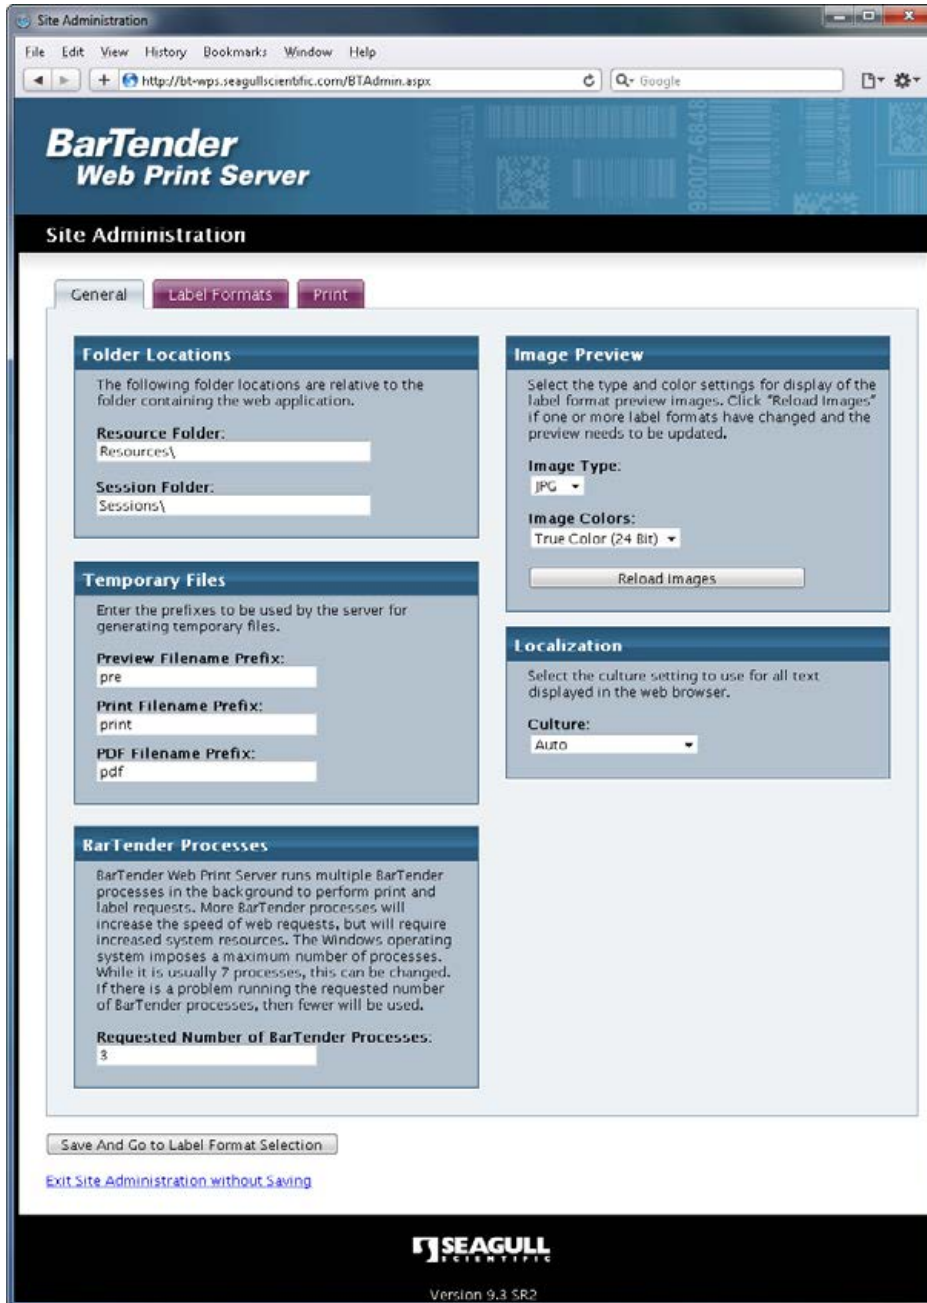 Site Administration
File Edit View History Bookmarks Window Help
http://bt-wps.seagullscientific.com/BTAdmin.aspx
Google
BarTender
Web Print Server
980017-6848
Site Administration
General
Label Formats
Print
Folder Locations
The following folder locations are relative to the
folder containing the web application.
Resource Folder:
Resources\
Session Folder:
Sessions\
Temporary Files
Enter the prefixes to be used by the server for
generating temporary files.
Preview Filename Prefix:
pre
Print Filename Prefix:
print
PDF Filename Prefix:
pdf
BarTender Processes
BarTender Web Print Server runs multiple BarTender
processes in the background to perform print and
label requests. More BarTender processes will
increase the speed of web requests, but will require
increased system resources. The Windows operating
system imposes a maximum number of processes.
While it is usually 7 processes, this can be changed.
If there is a problem running the requested number
of BarTender processes, then fewer will be used.
Requested Number of BarTender Processes:
3
Image Preview
Select the type and color settings for display of the
label format preview images. Click "Reload Images"
if one or more label formats have changed and the
preview needs to be updated.
Image Type:
JPG
Image Colors:
True Color (24 Bit)
Reload Images
Localization
Select the culture setting to use for all text
displayed in the web browser.
Culture:
Auto
Save And Go to Label Format Selection
Exit Site Administration without Saving
SEAGULL
SCIENTIFIC
Version 9.3 SR2